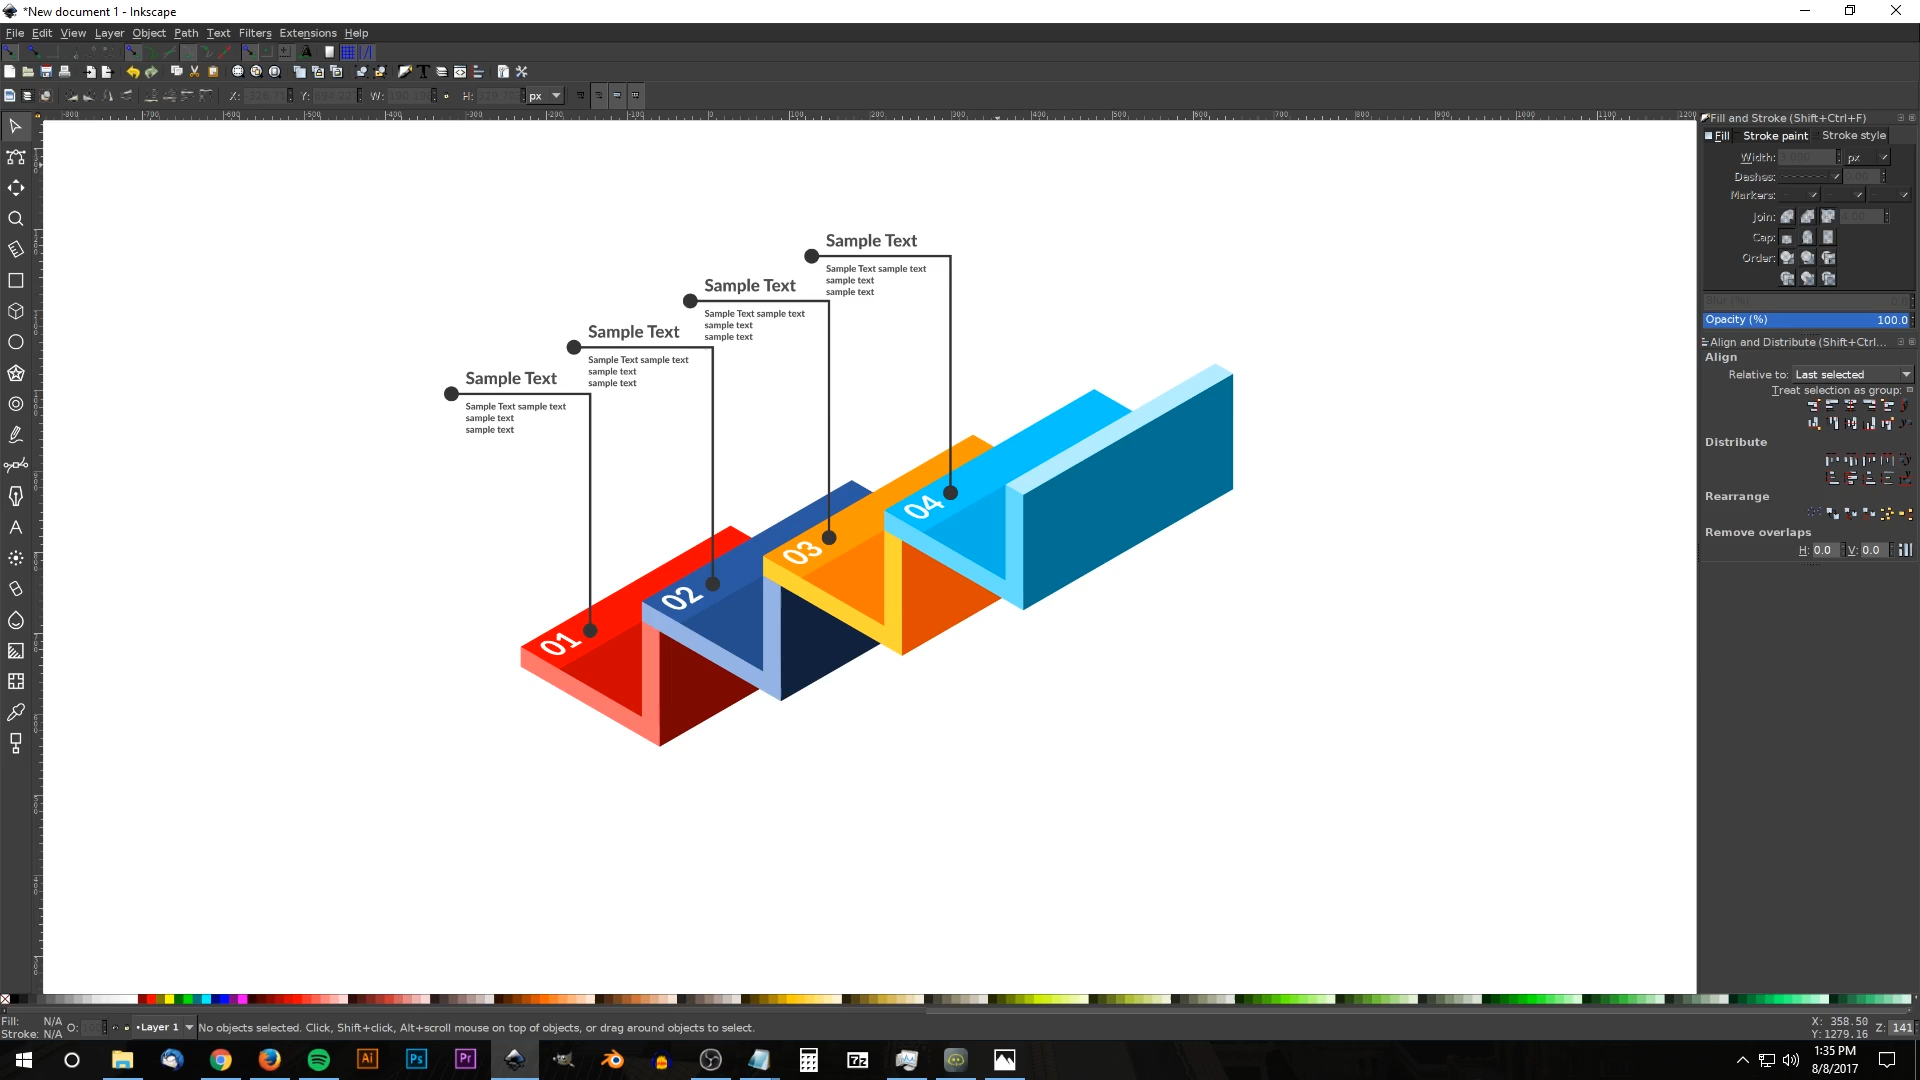 *New document 1 - Inkscape
File Edit View Layer Object Path Text Filters Extensions Help
X: Y: W: H: px
Fill and Stroke (Shift+Ctrl+F)
Fill Stroke paint Stroke style
Width: px
Dashes:
Markers:
Join:
Cap:
Order:
Blur (%)
Opacity (%) 100.0
Align and Distribute (Shift+Ctrl...
Align
Relative to: Last selected
Treat selection as group:
Distribute
Rearrange
Remove overlaps
H: 0.0 V: 0.0
Sample Text
Sample Text sample text
sample text
sample text
Sample Text
Sample Text sample text
sample text
sample text
Sample Text
Sample Text sample text
sample text
sample text
Sample Text
Sample Text sample text
sample text
sample text
04
03
02
01
Fill: N/A
Stroke: N/A
O:
Layer 1
No objects selected. Click, Shift+click, Alt+scroll mouse on top of objects, or drag around objects to select.
X: 358.50
Y: 1279.16
Z: 141
Ai Ps Pr 7z
1:35 PM
8/8/2017